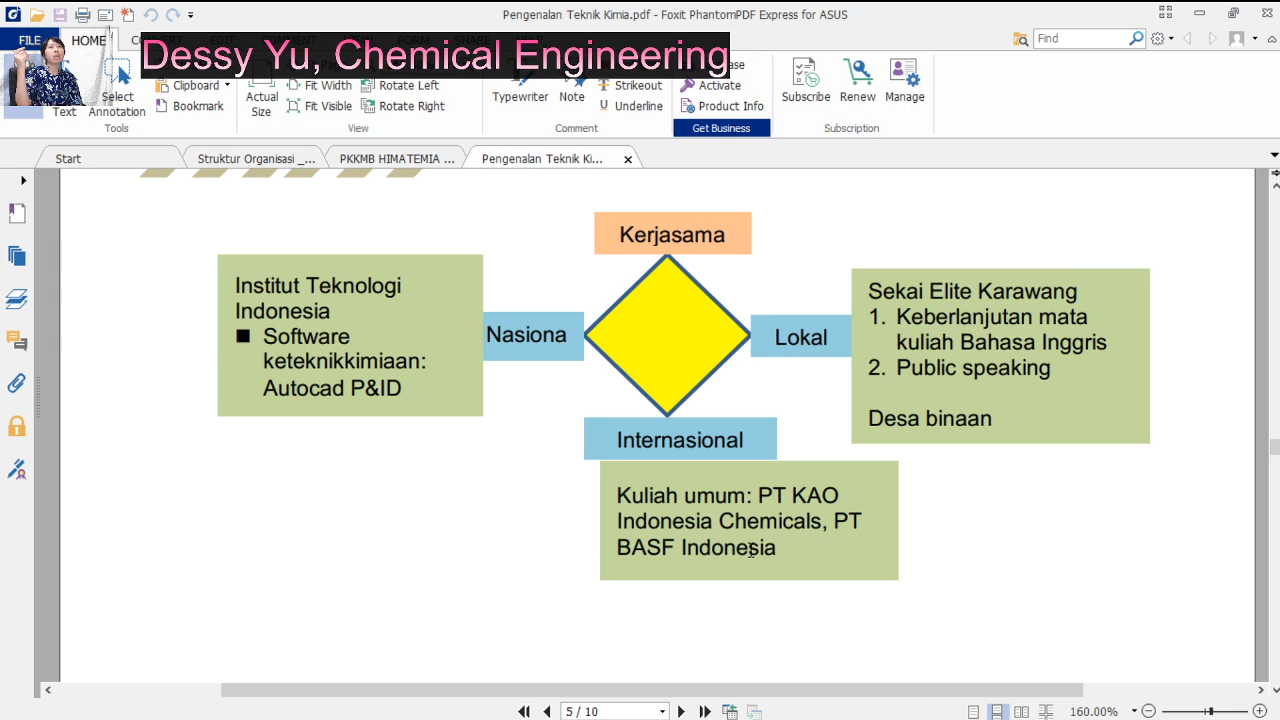 Pengenalan Teknik Kimia.pdf - Foxit PhantomPDF Express for ASUS
FILE HOME
Find
Dessy Yu, Chemical Engineering
Text
Select
Annotation
Tools
Clipboard
Bookmark
Actual
Size
Fit Width
Fit Visible
Rotate Left
Rotate Right
View
Typewriter
Note
Strikeout
Underline
Comment
Activate
Product Info
Get Business
Subscribe
Renew
Manage
Subscription
Start
Struktur Organisasi _...
PKKMB HIMATEMIA ...
Pengenalan Teknik Ki...
Kerjasama
Institut Teknologi
Indonesia
■ Software
keteknikkimiaan:
Autocad P&ID
Nasiona
Lokal
Sekai Elite Karawang
1. Keberlanjutan mata
kuliah Bahasa Inggris
2. Public speaking
Desa binaan
Internasional
Kuliah umum: PT KAO
Indonesia Chemicals, PT
BASF Indonesia
5 / 10
160.00%